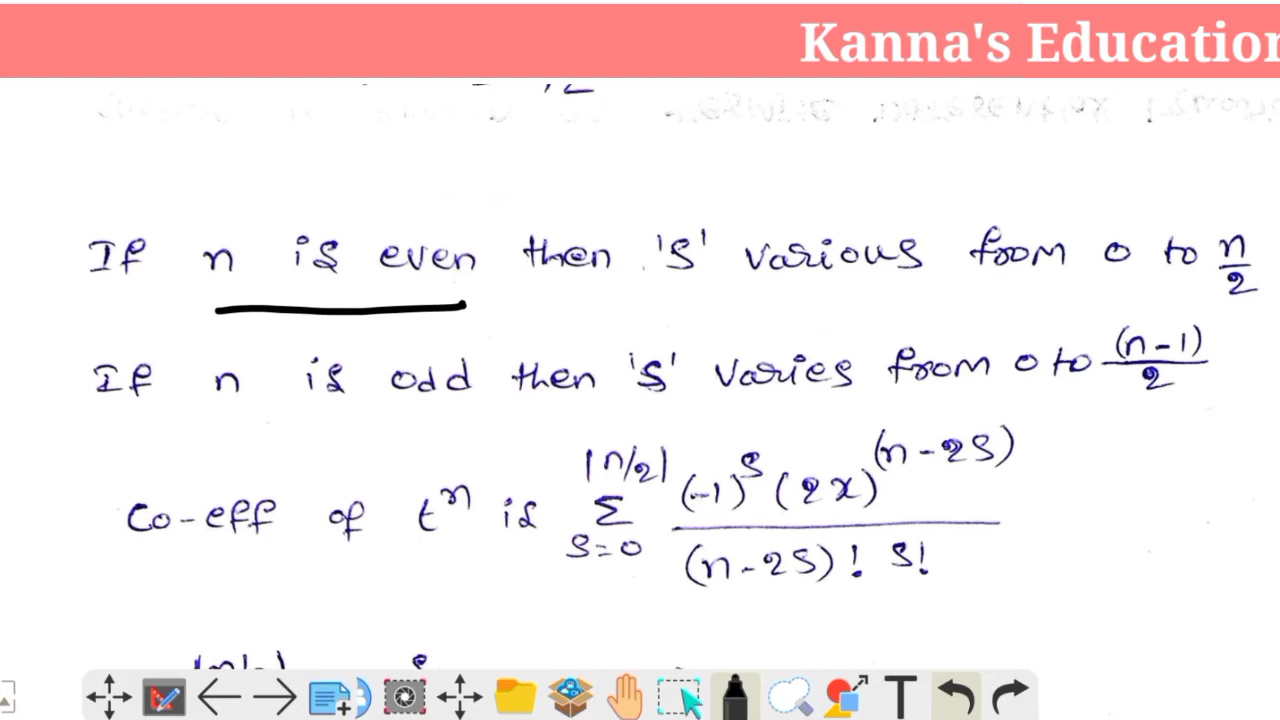 Kanna's Education
If n is even then 's' various from 0 to n/2
If n is odd then 's' varies from 0 to (n-1)/2
Co-eff of t^n is Σ_{s=0}^{|n/2|} (-1)^s (2x)^{(n-2s)} / (n-2s)! s!